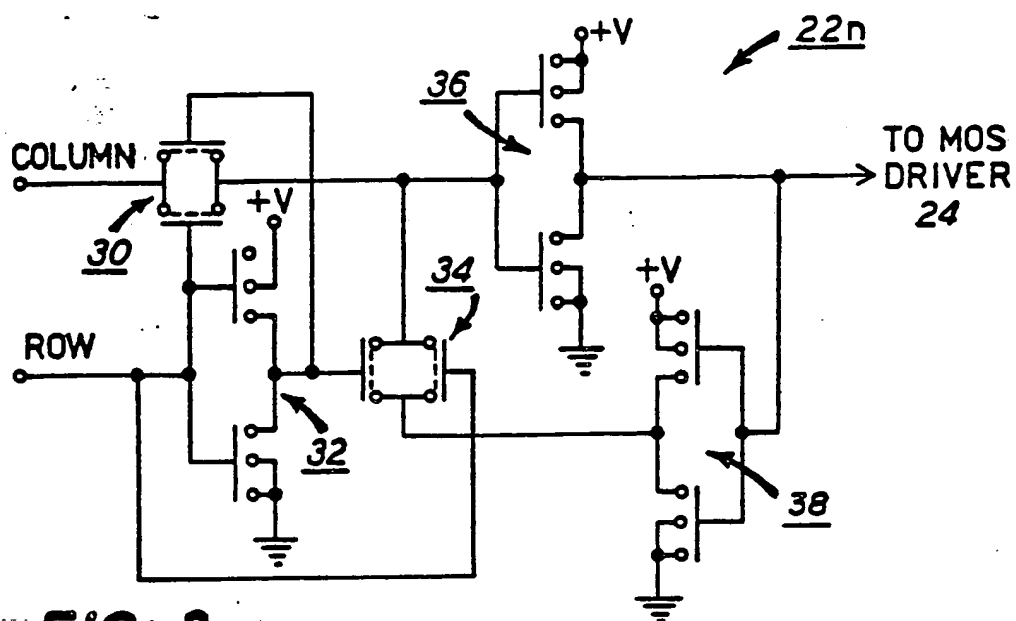 22n
+V
36
COLUMN
TO MOS
DRIVER
24
+V
30
34
+V
ROW
32
38